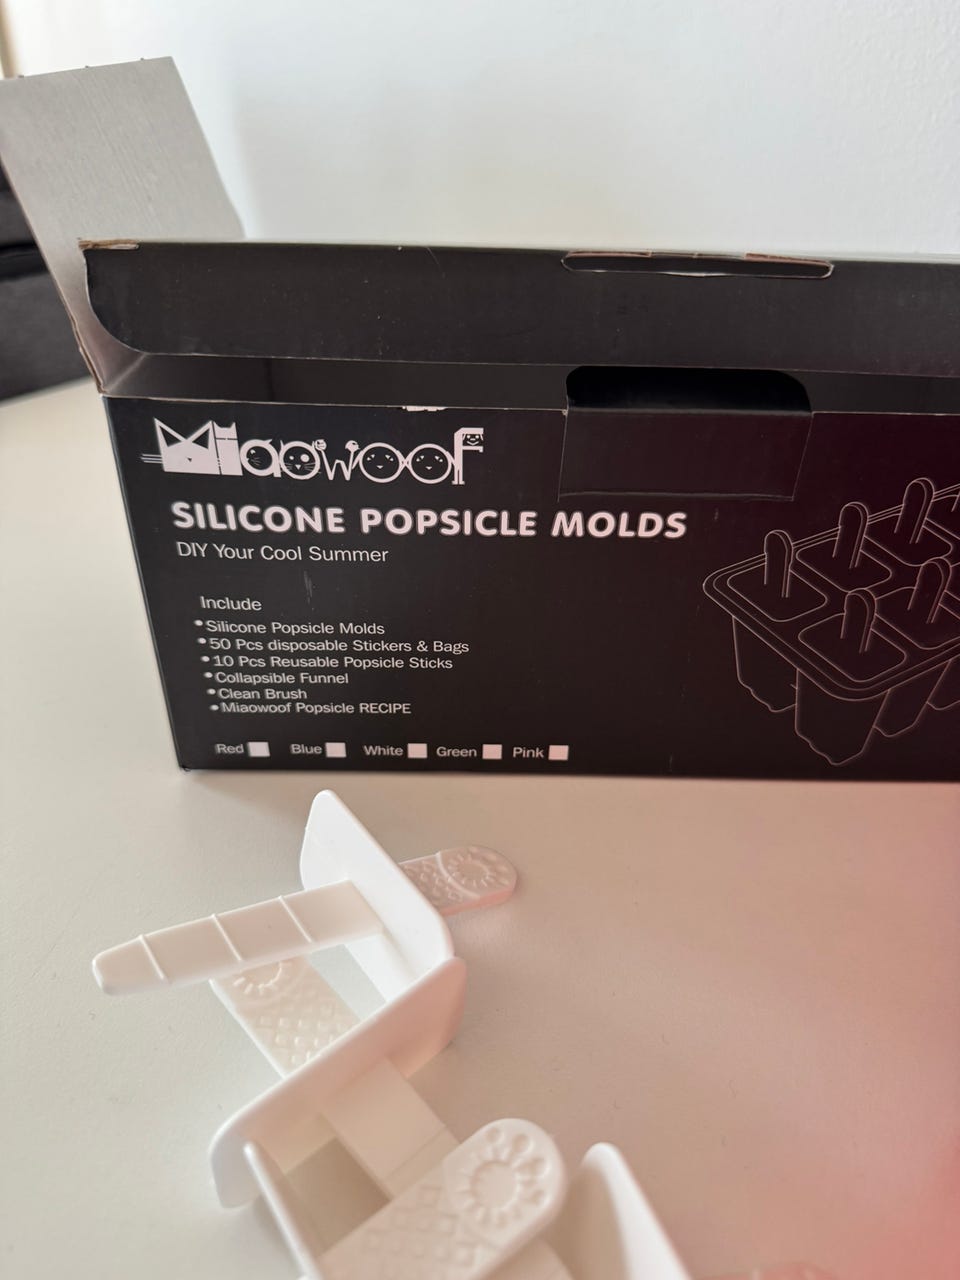 Miaowoof
SILICONE POPSICLE MOLDS
DIY Your Cool Summer
Include
• Silicone Popsicle Molds
• 50 Pcs disposable Stickers & Bags
• 10 Pcs Reusable Popsicle Sticks
• Collapsible Funnel
• Clean Brush
• Miaowoof Popsicle RECIPE
Red Blue White Green Pink